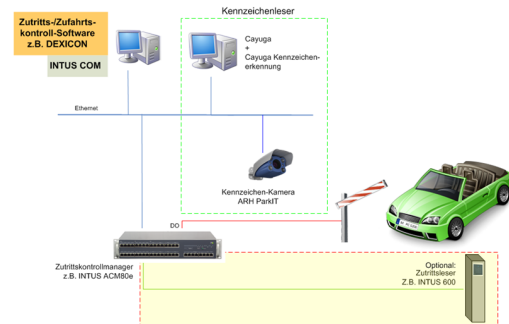 Kennzeichenleser
Zutritts-/Zufahrts-
kontroll-Software
z.B. DEXICON
INTUS COM
Cayuga
+
Cayuga Kennzeichen-
erkennung
Ethernet
Kennzeichen-Kamera
ARH ParkIT
DO
Zutrittskontrollmanager
z.B. INTUS ACM80e
Optional:
Zutrittsleser
Z.B. INTUS 600